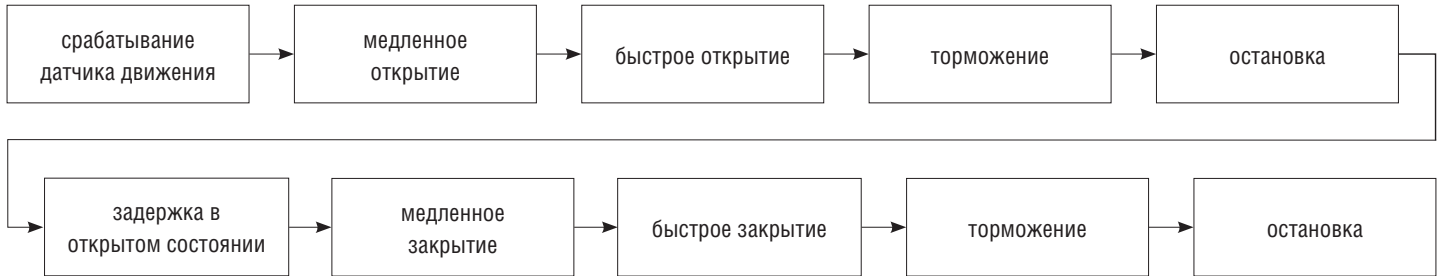 срабатывание
датчика движения
медленное
открытие
быстрое открытие
торможение
остановка
задержка в
открытом состоянии
медленное
закрытие
быстрое закрытие
торможение
остановка